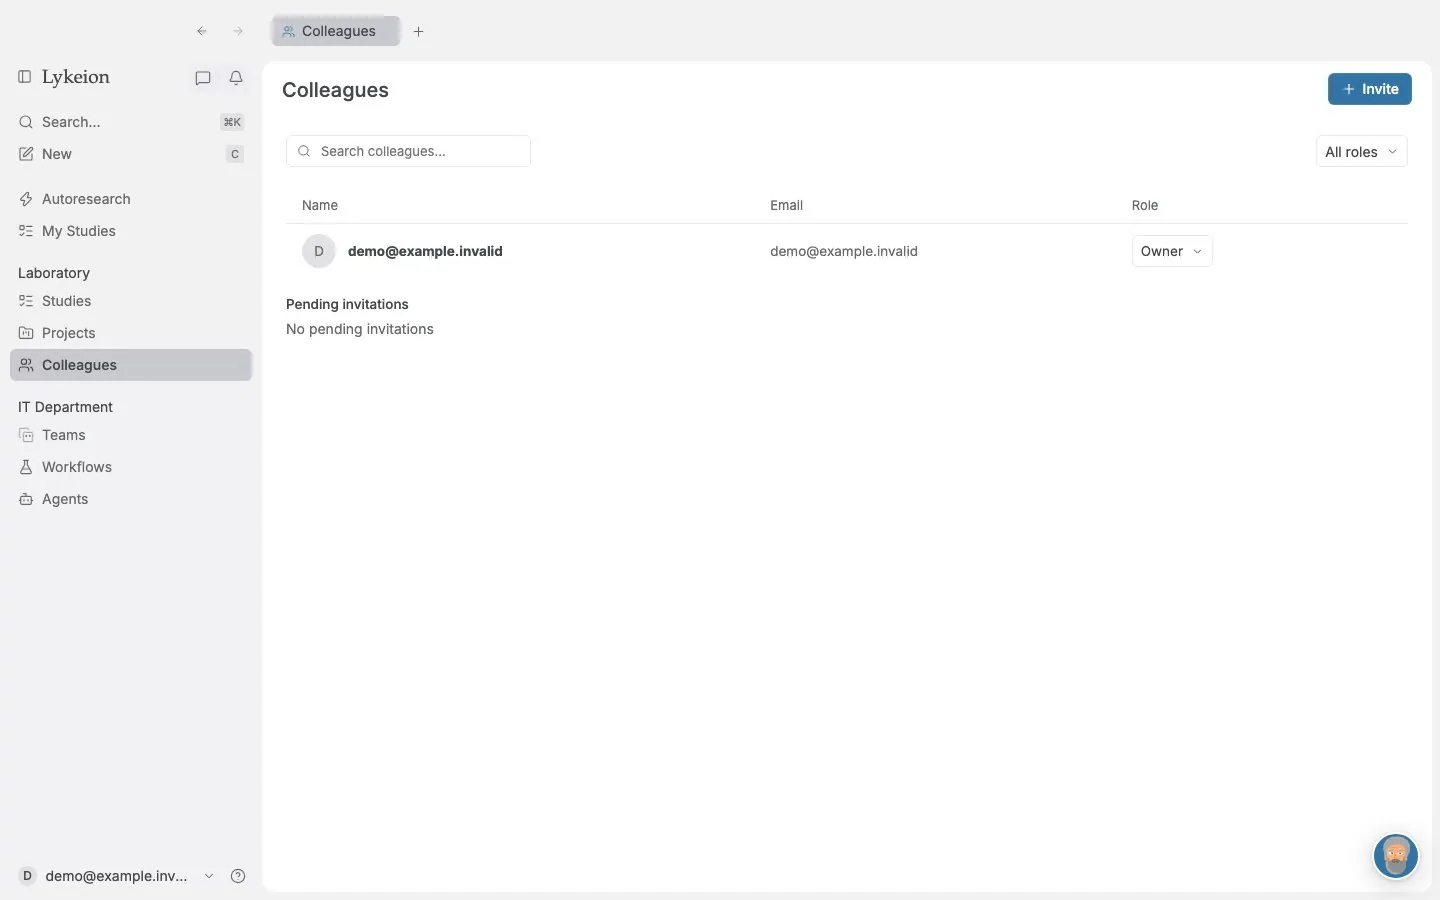 Colleagues
Lykeion
Search...
⌘K
New
C
Autoresearch
My Studies
Laboratory
Studies
Projects
Colleagues
IT Department
Teams
Workflows
Agents
D demo@example.inv...
Colleagues
Invite
Search colleagues...
All roles
Name Email Role
D demo@example.invalid demo@example.invalid Owner
Pending invitations
No pending invitations